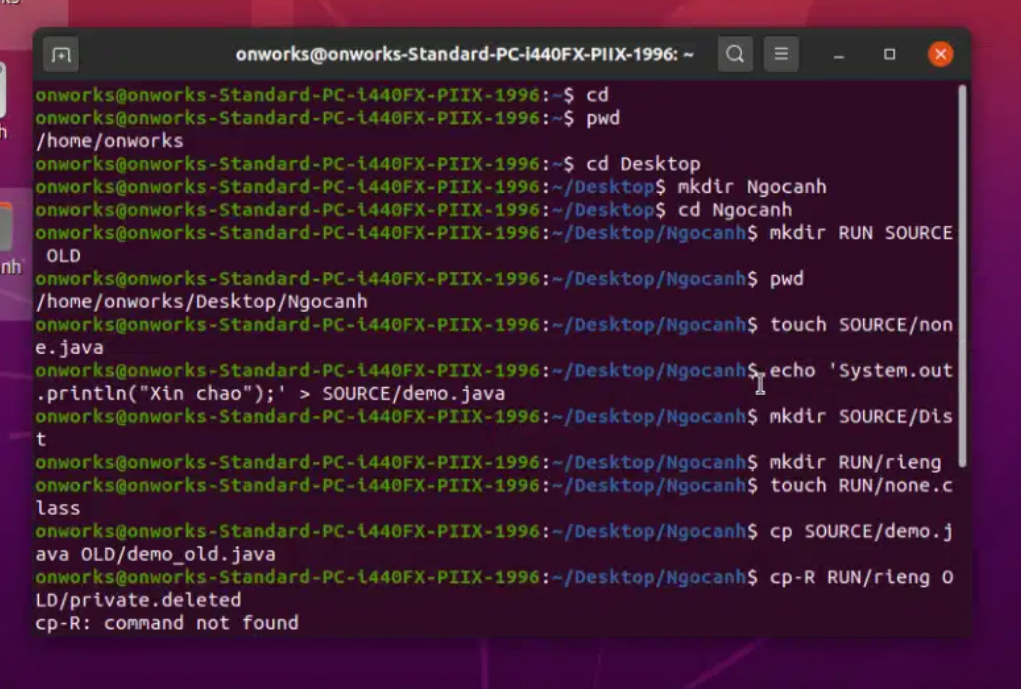 onworks@onworks-Standard-PC-i440FX-PIIX-1996: ~
onworks@onworks-Standard-PC-i440FX-PIIX-1996:~$ cd
onworks@onworks-Standard-PC-i440FX-PIIX-1996:~$ pwd
/home/onworks
onworks@onworks-Standard-PC-i440FX-PIIX-1996:~$ cd Desktop
onworks@onworks-Standard-PC-i440FX-PIIX-1996:~/Desktop$ mkdir Ngocanh
onworks@onworks-Standard-PC-i440FX-PIIX-1996:~/Desktop$ cd Ngocanh
onworks@onworks-Standard-PC-i440FX-PIIX-1996:~/Desktop/Ngocanh$ mkdir RUN SOURCE
 OLD
onworks@onworks-Standard-PC-i440FX-PIIX-1996:~/Desktop/Ngocanh$ pwd
/home/onworks/Desktop/Ngocanh
onworks@onworks-Standard-PC-i440FX-PIIX-1996:~/Desktop/Ngocanh$ touch SOURCE/non
e.java
onworks@onworks-Standard-PC-i440FX-PIIX-1996:~/Desktop/Ngocanh$ echo 'System.out
.println("Xin chao");' > SOURCE/demo.java
onworks@onworks-Standard-PC-i440FX-PIIX-1996:~/Desktop/Ngocanh$ mkdir SOURCE/Dis
t
onworks@onworks-Standard-PC-i440FX-PIIX-1996:~/Desktop/Ngocanh$ mkdir RUN/rieng
onworks@onworks-Standard-PC-i440FX-PIIX-1996:~/Desktop/Ngocanh$ touch RUN/none.c
lass
onworks@onworks-Standard-PC-i440FX-PIIX-1996:~/Desktop/Ngocanh$ cp SOURCE/demo.j
ava OLD/demo_old.java
onworks@onworks-Standard-PC-i440FX-PIIX-1996:~/Desktop/Ngocanh$ cp-R RUN/rieng O
LD/private.deleted
cp-R: command not found